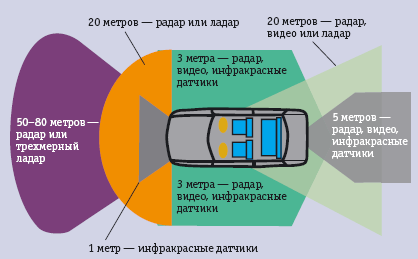 20 метров — радар или ладар
20 метров — радар,
видео или ладар
3 метра — радар,
видео, инфракрасные
датчики
50–80 метров —
радар или
трехмерный
ладар
5 метров —
радар, видео,
инфракрасные
датчики
3 метра — радар,
видео, инфракрасные
датчики
1 метр — инфракрасные датчики